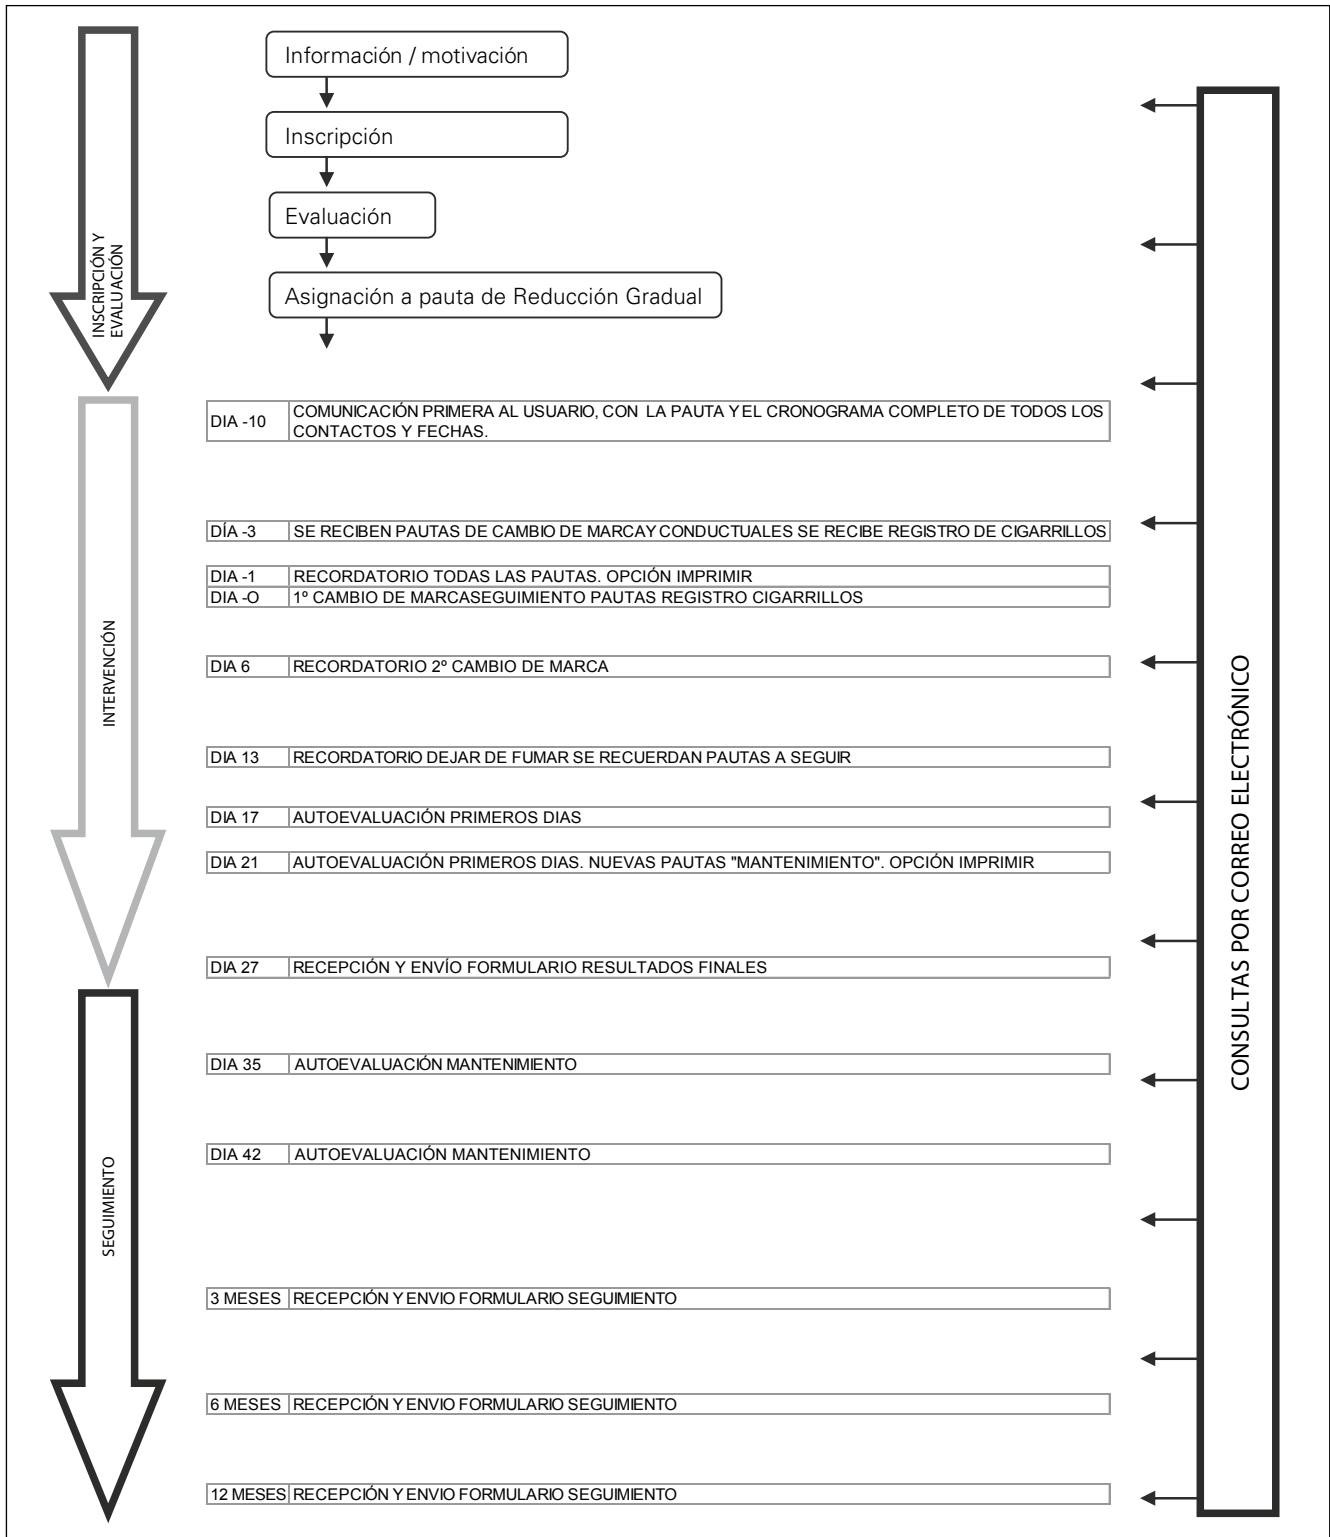 Información / motivación
Inscripción
Evaluación
Asignación a pauta de Reducción Gradual
INSCRIPCIÓN Y
EVALUACIÓN
DIA -10
COMUNICACIÓN PRIMERA AL USUARIO, CON LA PAUTA Y EL CRONOGRAMA COMPLETO DE TODOS LOS
CONTACTOS Y FECHAS.
DÍA -3 SE RECIBEN PAUTAS DE CAMBIO DE MARCAY CONDUCTUALES SE RECIBE REGISTRO DE CIGARRILLOS
DIA -1 RECORDATORIO TODAS LAS PAUTAS. OPCIÓN IMPRIMIR
DIA -O 1º CAMBIO DE MARCASEGUIMIENTO PAUTAS REGISTRO CIGARRILLOS
INTERVENCIÓN
DIA 6 RECORDATORIO 2º CAMBIO DE MARCA
DIA 13 RECORDATORIO DEJAR DE FUMAR SE RECUERDAN PAUTAS A SEGUIR
DIA 17 AUTOEVALUACIÓN PRIMEROS DIAS
DIA 21 AUTOEVALUACIÓN PRIMEROS DIAS. NUEVAS PAUTAS "MANTENIMIENTO". OPCIÓN IMPRIMIR
DIA 27 RECEPCIÓN Y ENVÍO FORMULARIO RESULTADOS FINALES
DIA 35 AUTOEVALUACIÓN MANTENIMIENTO
DIA 42 AUTOEVALUACIÓN MANTENIMIENTO
SEGUIMIENTO
3 MESES RECEPCIÓN Y ENVIO FORMULARIO SEGUIMIENTO
6 MESES RECEPCIÓN Y ENVIO FORMULARIO SEGUIMIENTO
12 MESES RECEPCIÓN Y ENVIO FORMULARIO SEGUIMIENTO
CONSULTAS POR CORREO ELECTRÓNICO